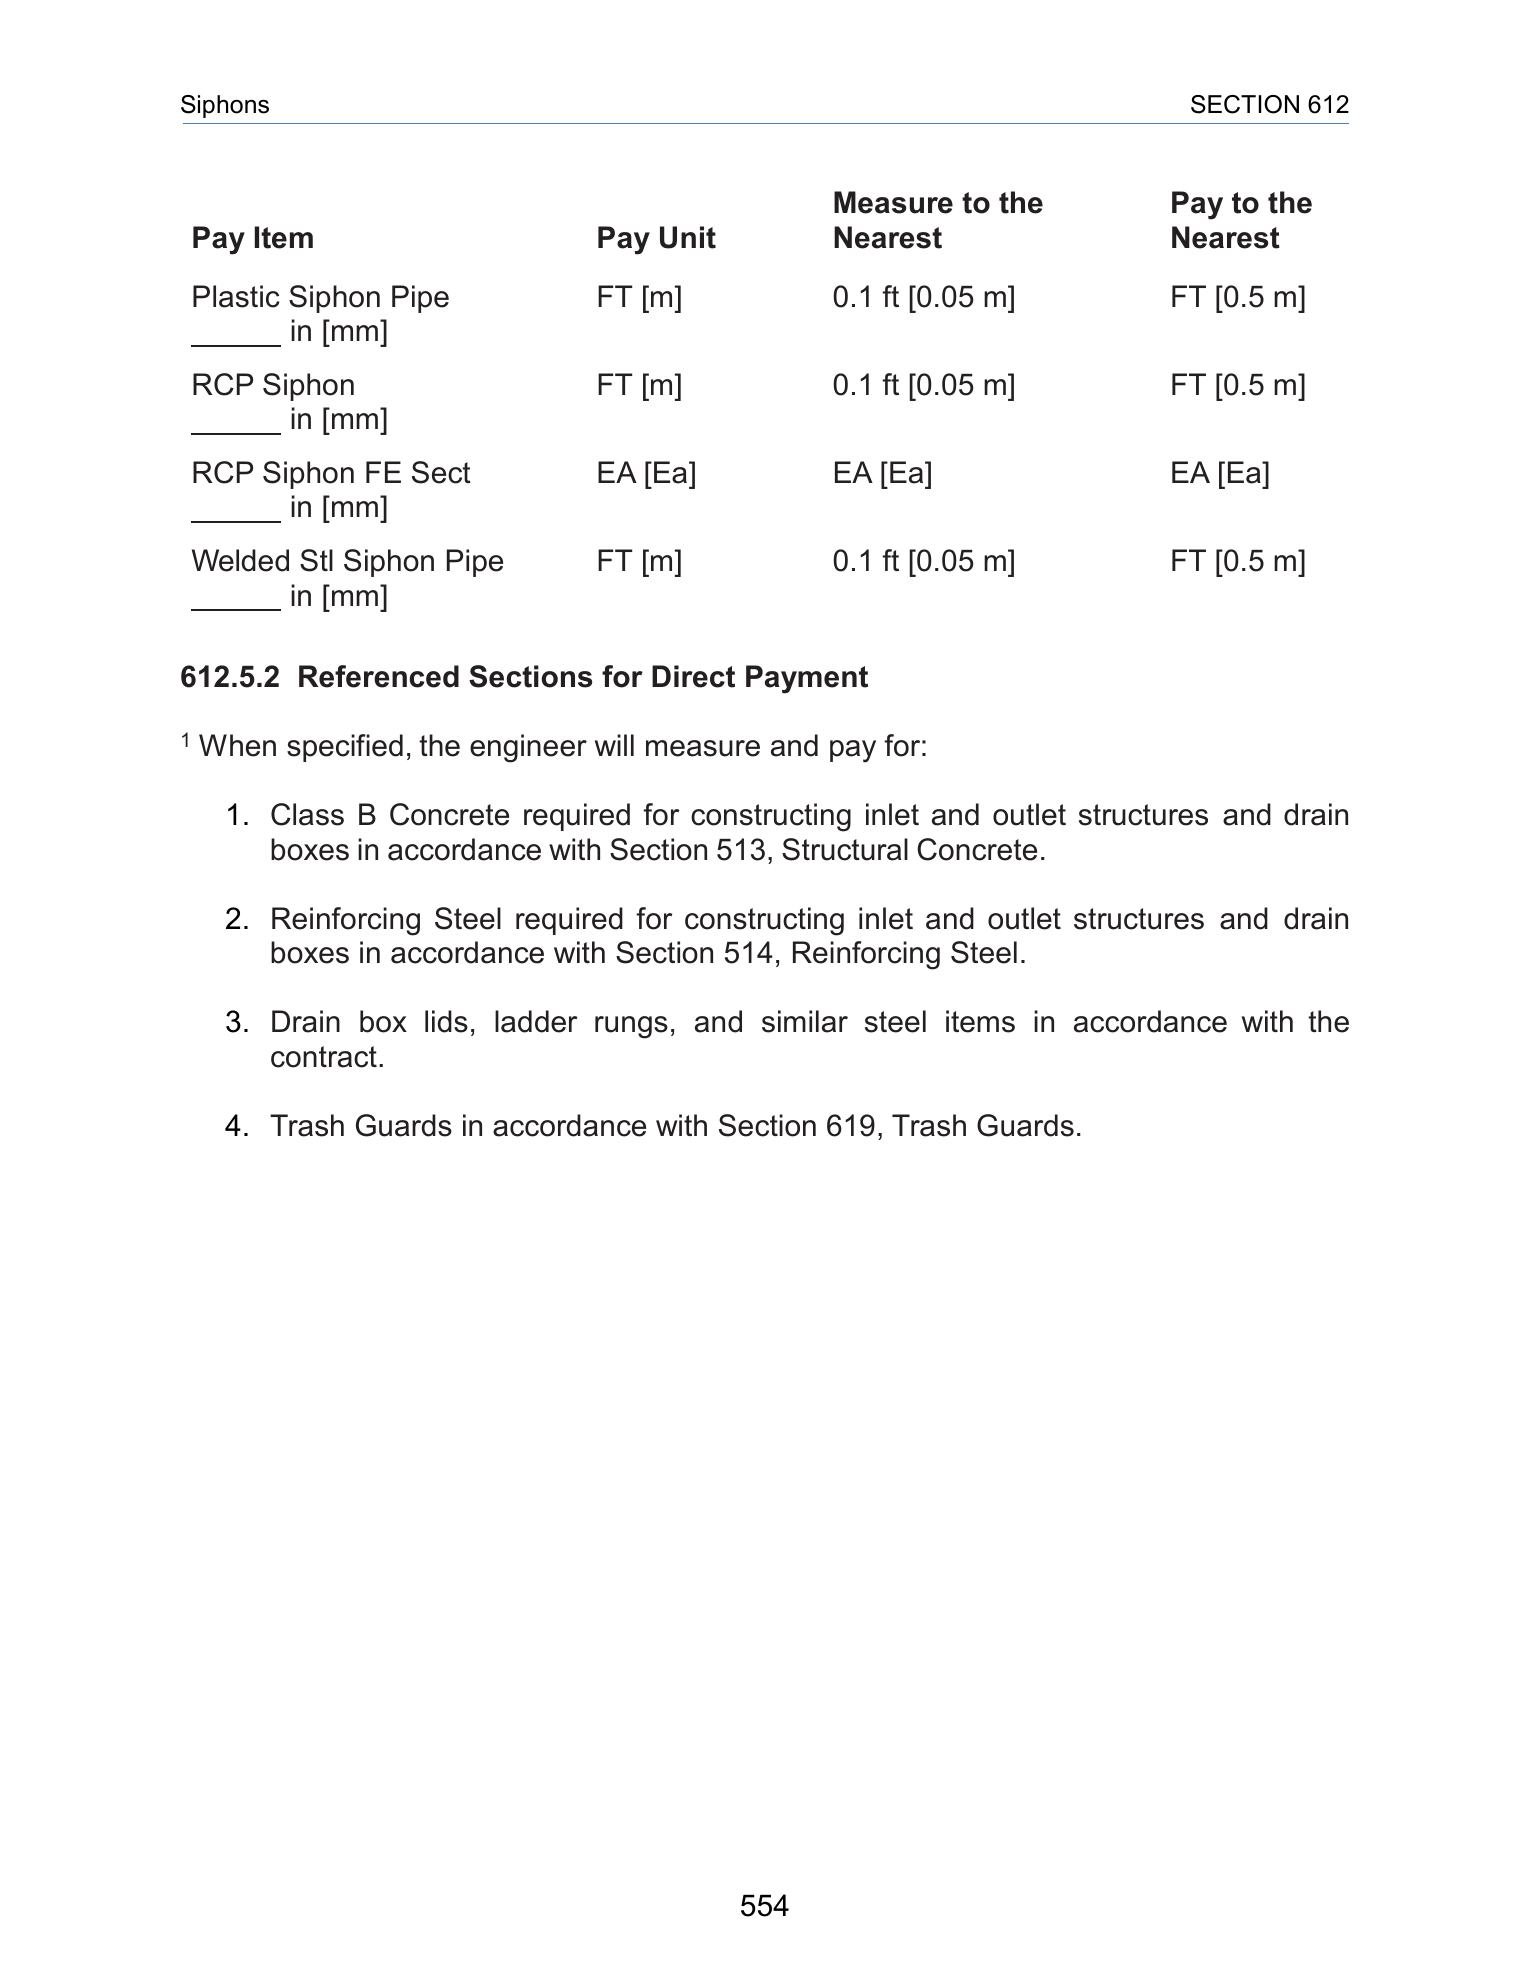 Siphons SECTION 612
Measure to the Pay to the
Pay Item Pay Unit Nearest Nearest
Plastic Siphon Pipe FT [m] 0.1 ft [0.05 m] FT [0.5 m]
______ in [mm]
RCP Siphon FT [m] 0.1 ft [0.05 m] FT [0.5 m]
______ in [mm]
RCP Siphon FE Sect EA [Ea] EA [Ea] EA [Ea]
______ in [mm]
Welded Stl Siphon Pipe FT [m] 0.1 ft [0.05 m] FT [0.5 m]
______ in [mm]
612.5.2 Referenced Sections for Direct Payment
1 When specified, the engineer will measure and pay for:
1. Class B Concrete required for constructing inlet and outlet structures and drain
boxes in accordance with Section 513, Structural Concrete.
2. Reinforcing Steel required for constructing inlet and outlet structures and drain
boxes in accordance with Section 514, Reinforcing Steel.
3. Drain box lids, ladder rungs, and similar steel items in accordance with the
contract.
4. Trash Guards in accordance with Section 619, Trash Guards.
554